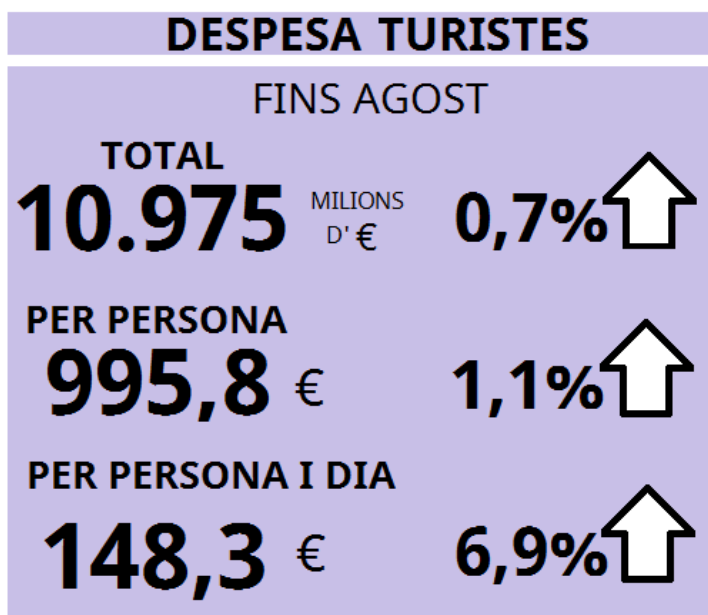 DESPESA TURISTES
FINS AGOST
TOTAL
10.975 MILIONS D' € 0,7%
PER PERSONA
995,8 € 1,1%
PER PERSONA I DIA
148,3 € 6,9%